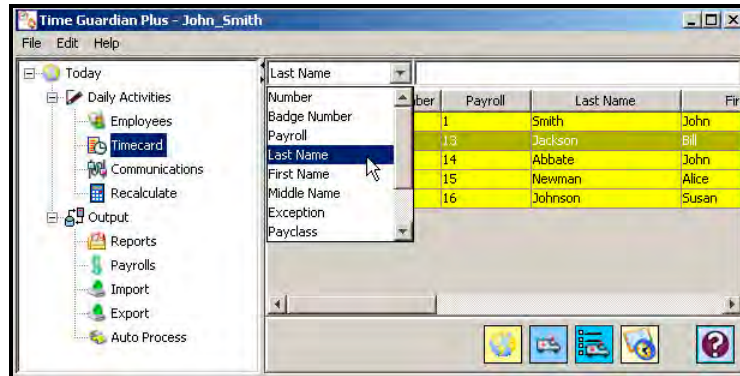 Time Guardian Plus - John_Smith
File Edit Help
Today
Daily Activities
Employees
Timecard
Communications
Recalculate
Output
Reports
Payrolls
Import
Export
Auto Process
Last Name
Number
Badge Number
Payroll
Last Name
First Name
Middle Name
Exception
Payclass
ber Payroll Last Name Fir
1 Smith John
13 Jackson Bill
14 Abbate John
15 Newman Alice
16 Johnson Susan